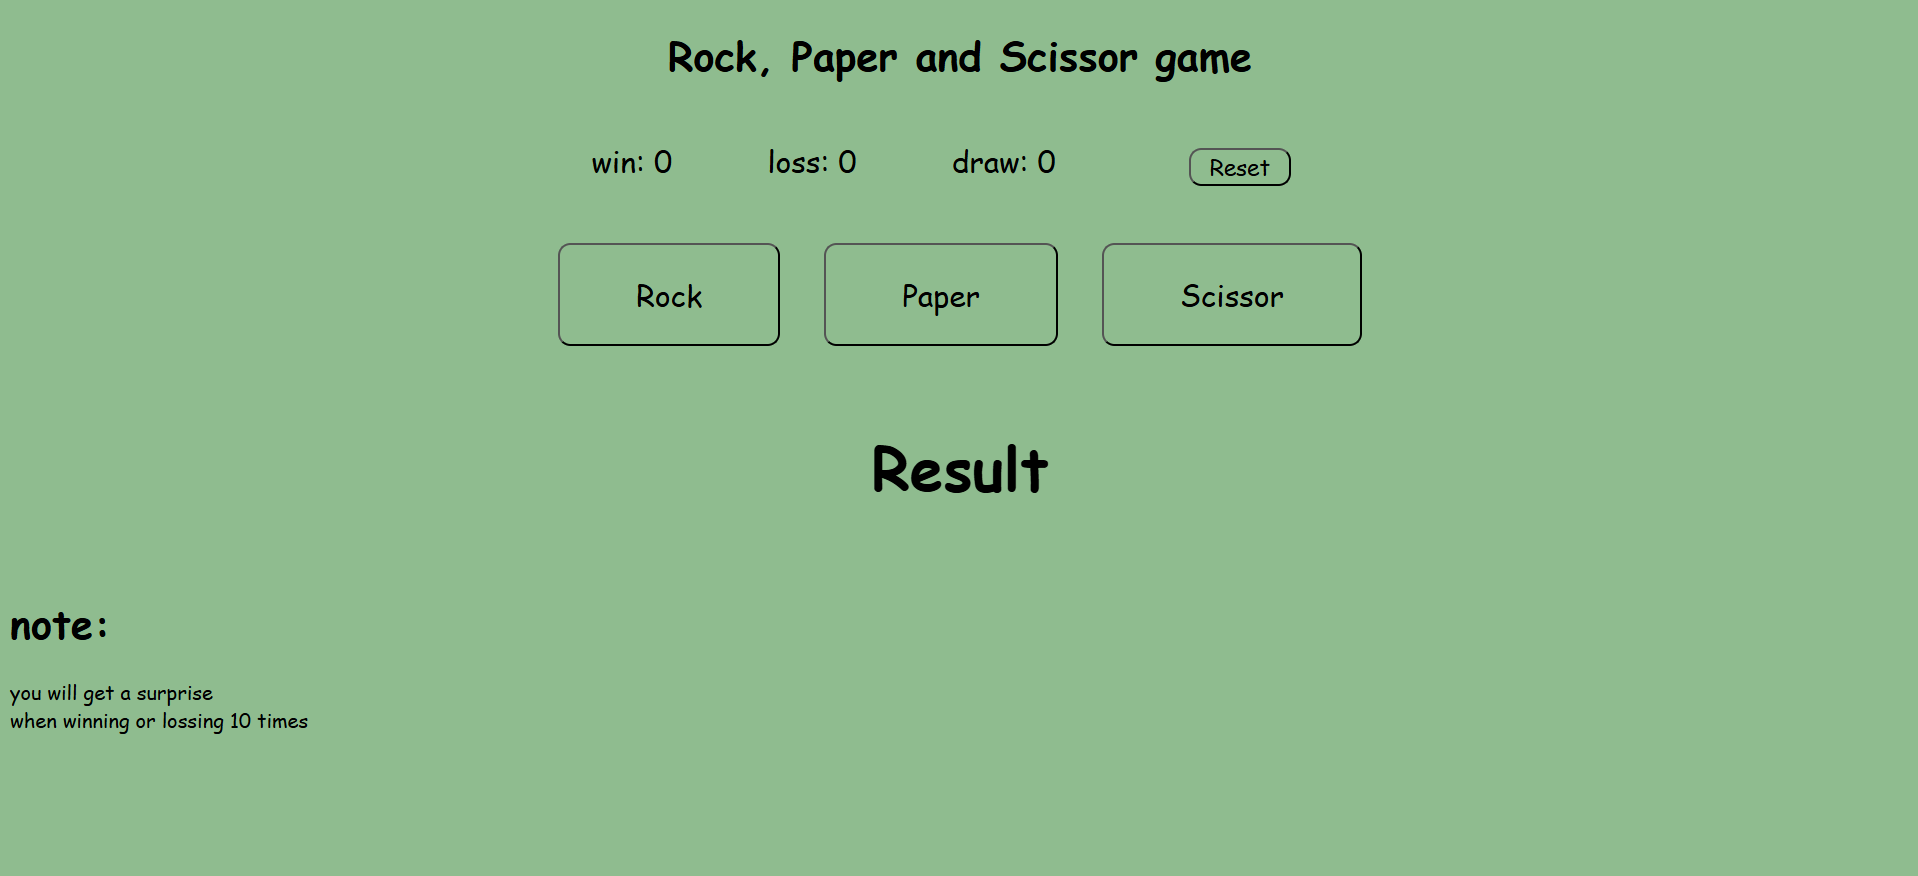 Rock, Paper and Scissor game
win: 0 loss: 0 draw: 0 Reset
Rock Paper Scissor
Result
note:
you will get a surprise
when winning or lossing 10 times